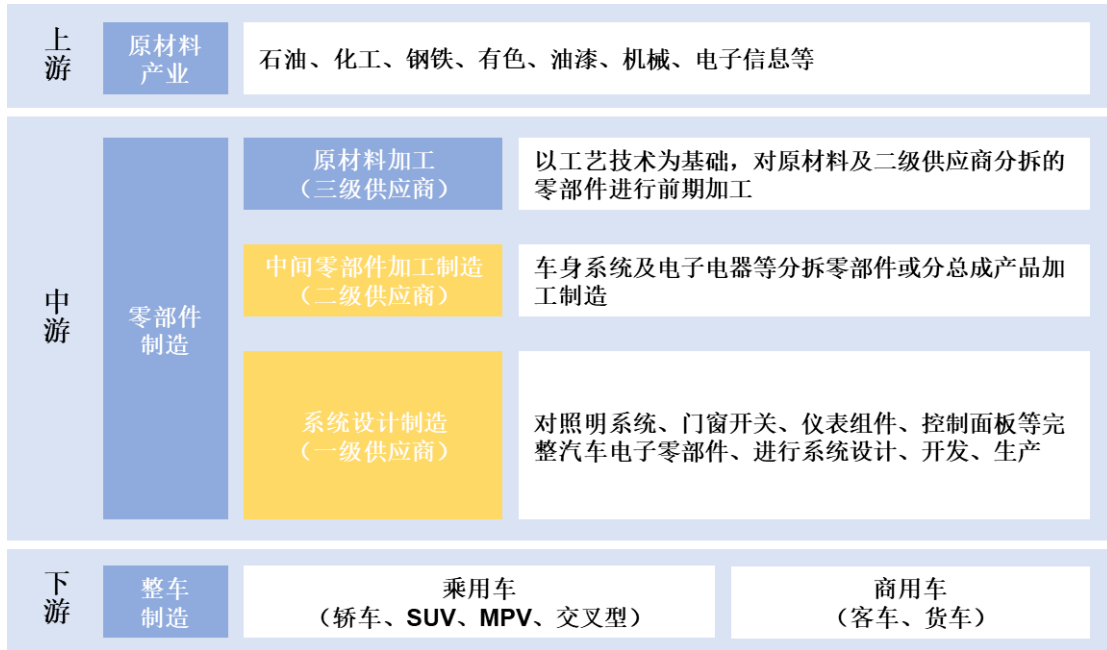 上
游
原材料
产业
石油、化工、钢铁、有色、油漆、机械、电子信息等
中
游
零部件
制造
原材料加工
（三级供应商）
以工艺技术为基础，对原材料及二级供应商分拆的
零部件进行前期加工
中间零部件加工制造
（二级供应商）
车身系统及电子电器等分拆零部件或分总成产品加
工制造
系统设计制造
（一级供应商）
对照明系统、门窗开关、仪表组件、控制面板等完
整汽车电子零部件、进行系统设计、开发、生产
下
游
整车
制造
乘用车
（轿车、SUV、MPV、交叉型）
商用车
（客车、货车）